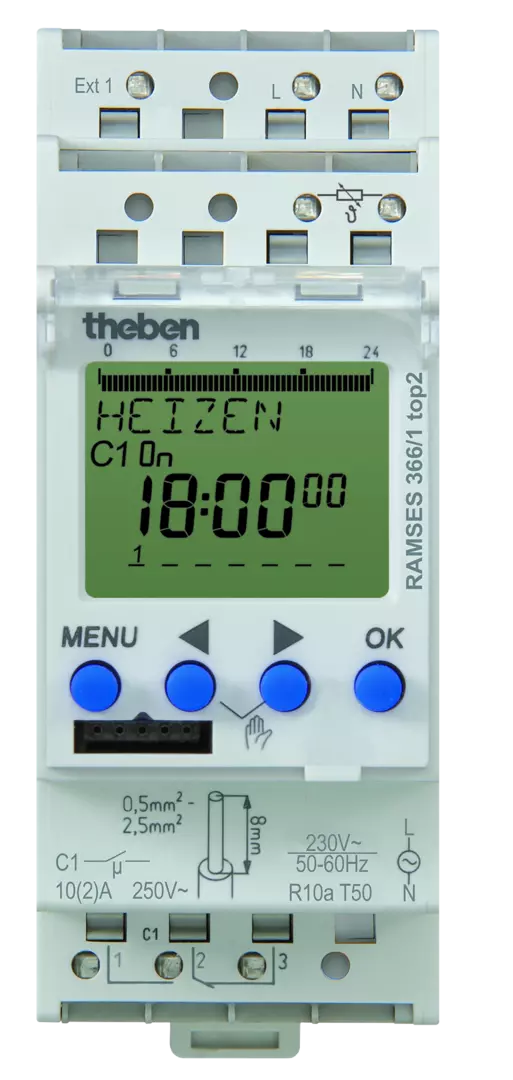 Ext 1 L N
ϑ
theben
0 6 12 18 24
HEIZEN
C1 On
18:00 00
1
RAMSES 366/1 top2
MENU OK
0,5mm² -
2,5mm²
8mm
C1 µ
10(2)A 250V~
230V~
50-60Hz
R10a T50
L
N
C1
1 2 3